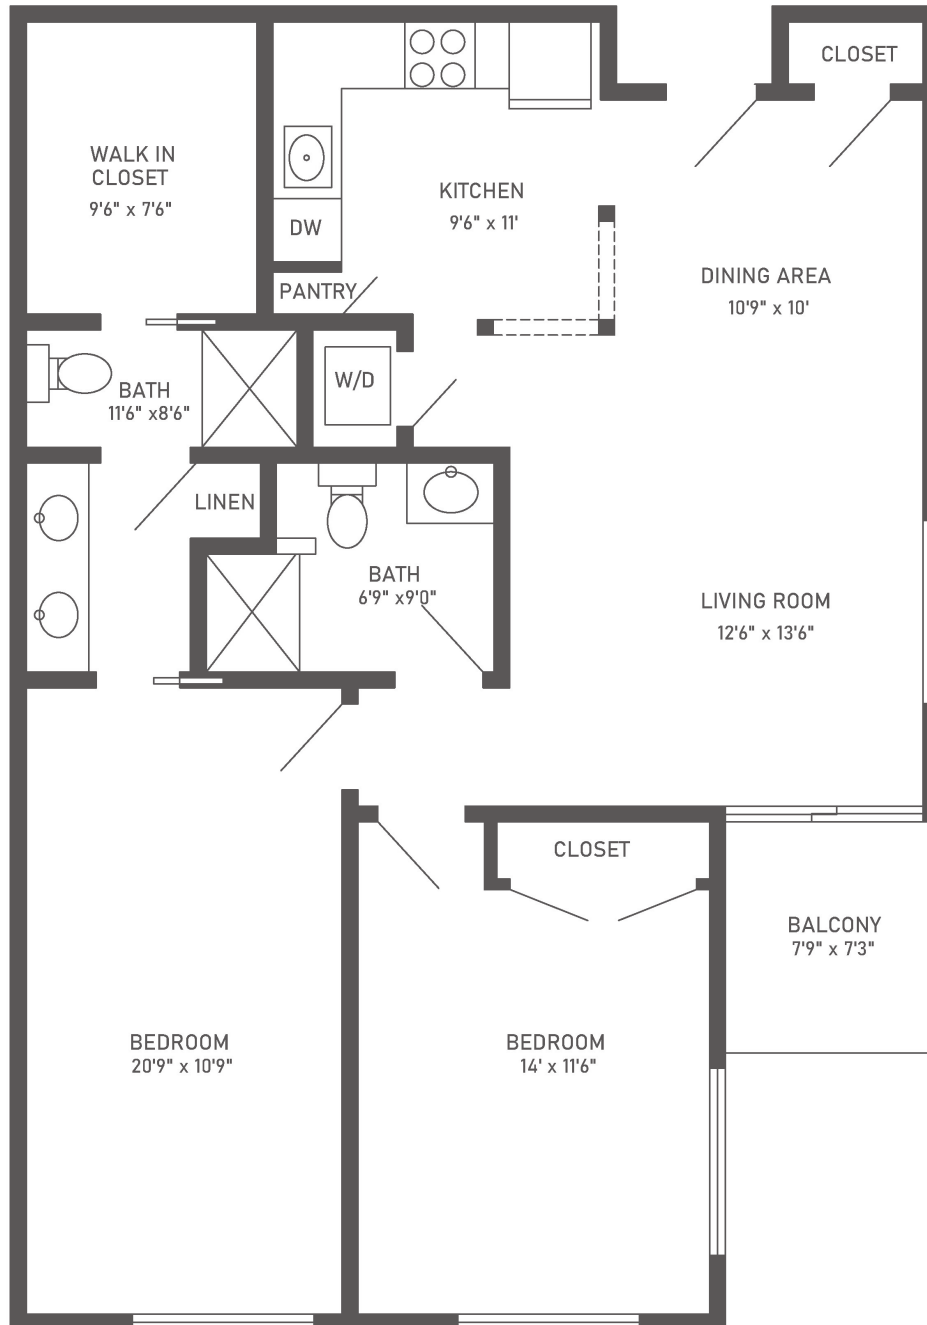 CLOSET
WALK IN
CLOSET
9'6" x 7'6"
KITCHEN
9'6" x 11'
DW
PANTRY
DINING AREA
10'9" x 10'
W/D
BATH
11'6" x8'6"
LINEN
BATH
6'9" x9'0"
LIVING ROOM
12'6" x 13'6"
CLOSET
BALCONY
7'9" x 7'3"
BEDROOM
20'9" x 10'9"
BEDROOM
14' x 11'6"